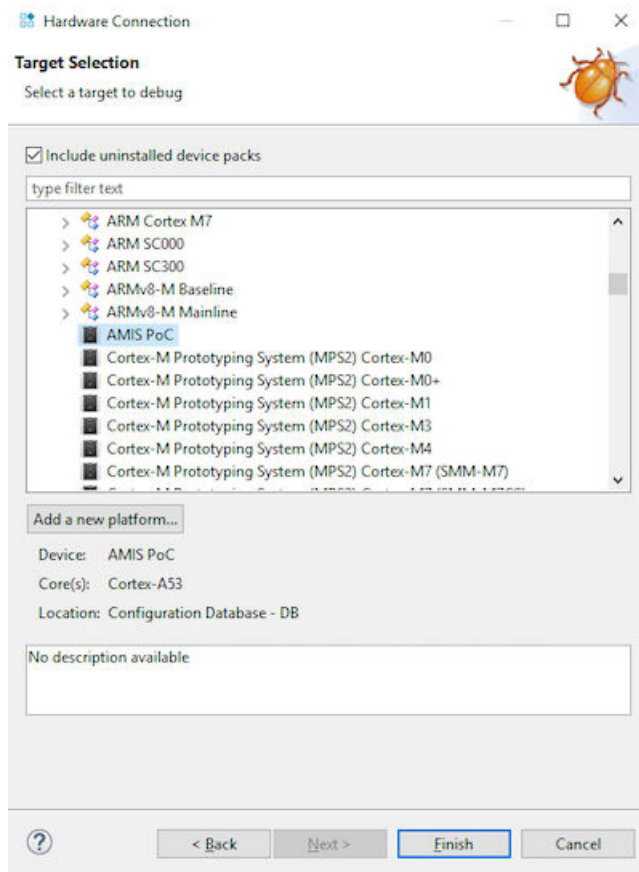 Hardware Connection
Target Selection
Select a target to debug
Include uninstalled device packs
type filter text
ARM Cortex M7
ARM SC000
ARM SC300
ARMv8-M Baseline
ARMv8-M Mainline
AMIS PoC
Cortex-M Prototyping System (MPS2) Cortex-M0
Cortex-M Prototyping System (MPS2) Cortex-M0+
Cortex-M Prototyping System (MPS2) Cortex-M1
Cortex-M Prototyping System (MPS2) Cortex-M3
Cortex-M Prototyping System (MPS2) Cortex-M4
Cortex-M Prototyping System (MPS2) Cortex-M7 (SMM-M7)
Add a new platform...
Device: AMIS PoC
Core(s): Cortex-A53
Location: Configuration Database - DB
No description available
? < Back Next > Finish Cancel